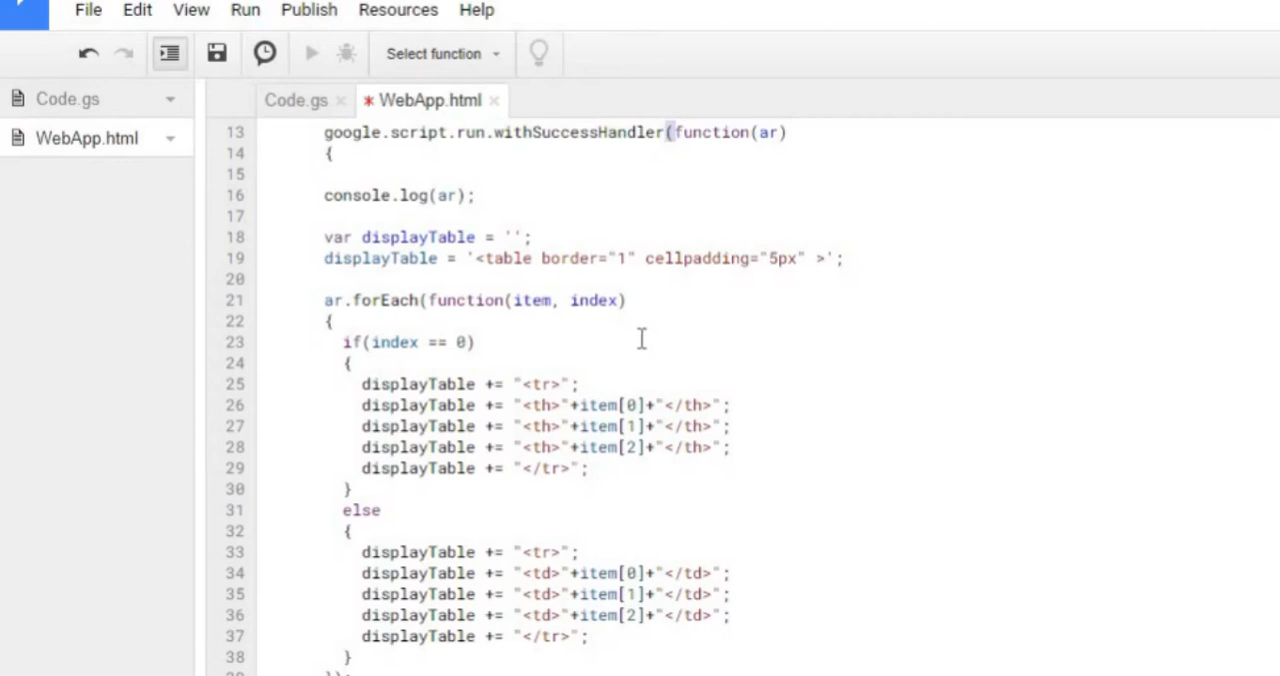 File Edit View Run Publish Resources Help
Select function
Code.gs
WebApp.html
Code.gs × * WebApp.html ×
13 google.script.run.withSuccessHandler(function(ar)
14 {
15
16 console.log(ar);
17
18 var displayTable = '';
19 displayTable = '<table border="1" cellpadding="5px" >';
20
21 ar.forEach(function(item, index)
22 {
23 if(index == 0)
24 {
25 displayTable += "<tr>";
26 displayTable += "<th>"+item[0]+"</th>";
27 displayTable += "<th>"+item[1]+"</th>";
28 displayTable += "<th>"+item[2]+"</th>";
29 displayTable += "</tr>";
30 }
31 else
32 {
33 displayTable += "<tr>";
34 displayTable += "<td>"+item[0]+"</td>";
35 displayTable += "<td>"+item[1]+"</td>";
36 displayTable += "<td>"+item[2]+"</td>";
37 displayTable += "</tr>";
38 }